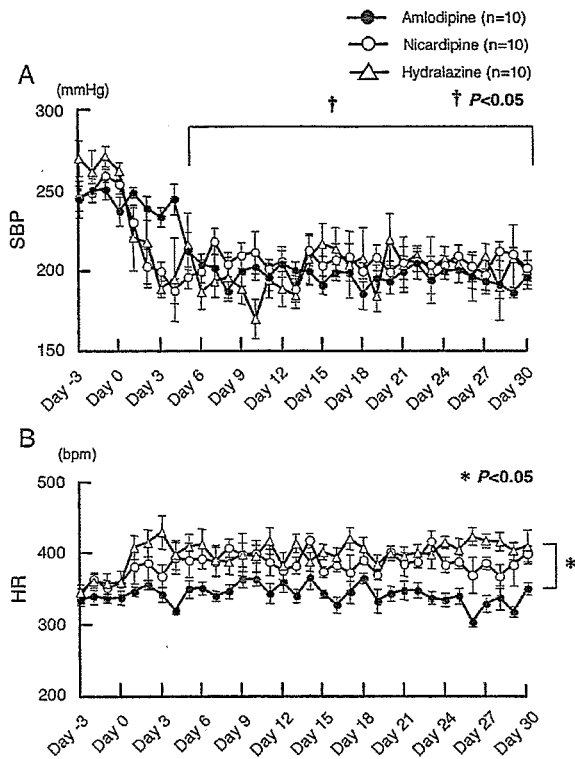 Amlodipine (n=10)
Nicardipine (n=10)
Hydralazine (n=10)
A
(mmHg)
† † P<0.05
300
250
200
150
SBP
Day -3 Day 0 Day 3 Day 6 Day 9 Day 12 Day 15 Day 18 Day 21 Day 24 Day 27 Day 30
B
(bpm)
* P<0.05
500
400
300
200
HR
*
Day -3 Day 0 Day 3 Day 6 Day 9 Day 12 Day 15 Day 18 Day 21 Day 24 Day 27 Day 30